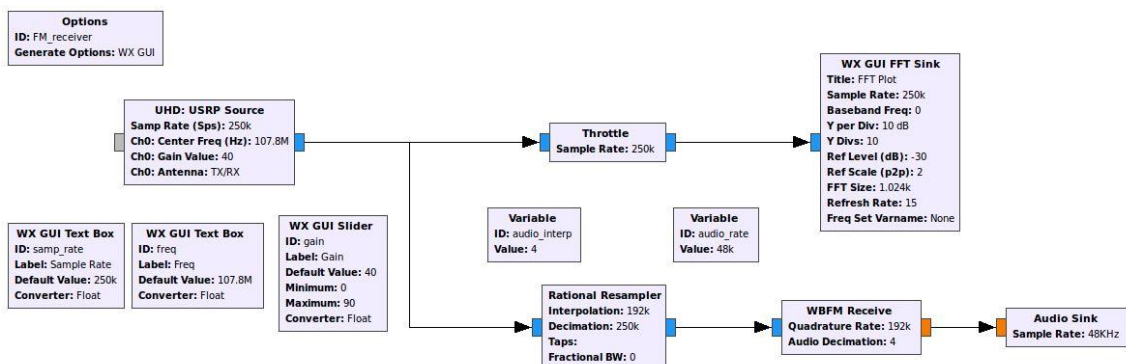 Options
ID: FM_receiver
Generate Options: WX GUI
UHD: USRP Source
Samp Rate (Sps): 250k
Ch0: Center Freq (Hz): 107.8M
Ch0: Gain Value: 40
Ch0: Antenna: TX/RX
Throttle
Sample Rate: 250k
WX GUI FFT Sink
Title: FFT Plot
Sample Rate: 250k
Baseband Freq: 0
Y per Div: 10 dB
Y Divs: 10
Ref Level (dB): -30
Ref Scale (p2p): 2
FFT Size: 1.024k
Refresh Rate: 15
Freq Set Varname: None
WX GUI Text Box
ID: samp_rate
Label: Sample Rate
Default Value: 250k
Converter: Float
WX GUI Text Box
ID: freq
Label: Freq
Default Value: 107.8M
Converter: Float
WX GUI Slider
ID: gain
Label: Gain
Default Value: 40
Minimum: 0
Maximum: 90
Converter: Float
Variable
ID: audio_interp
Value: 4
Variable
ID: audio_rate
Value: 48k
Rational Resampler
Interpolation: 192k
Decimation: 250k
Taps:
Fractional BW: 0
WBFM Receive
Quadrature Rate: 192k
Audio Decimation: 4
Audio Sink
Sample Rate: 48KHz